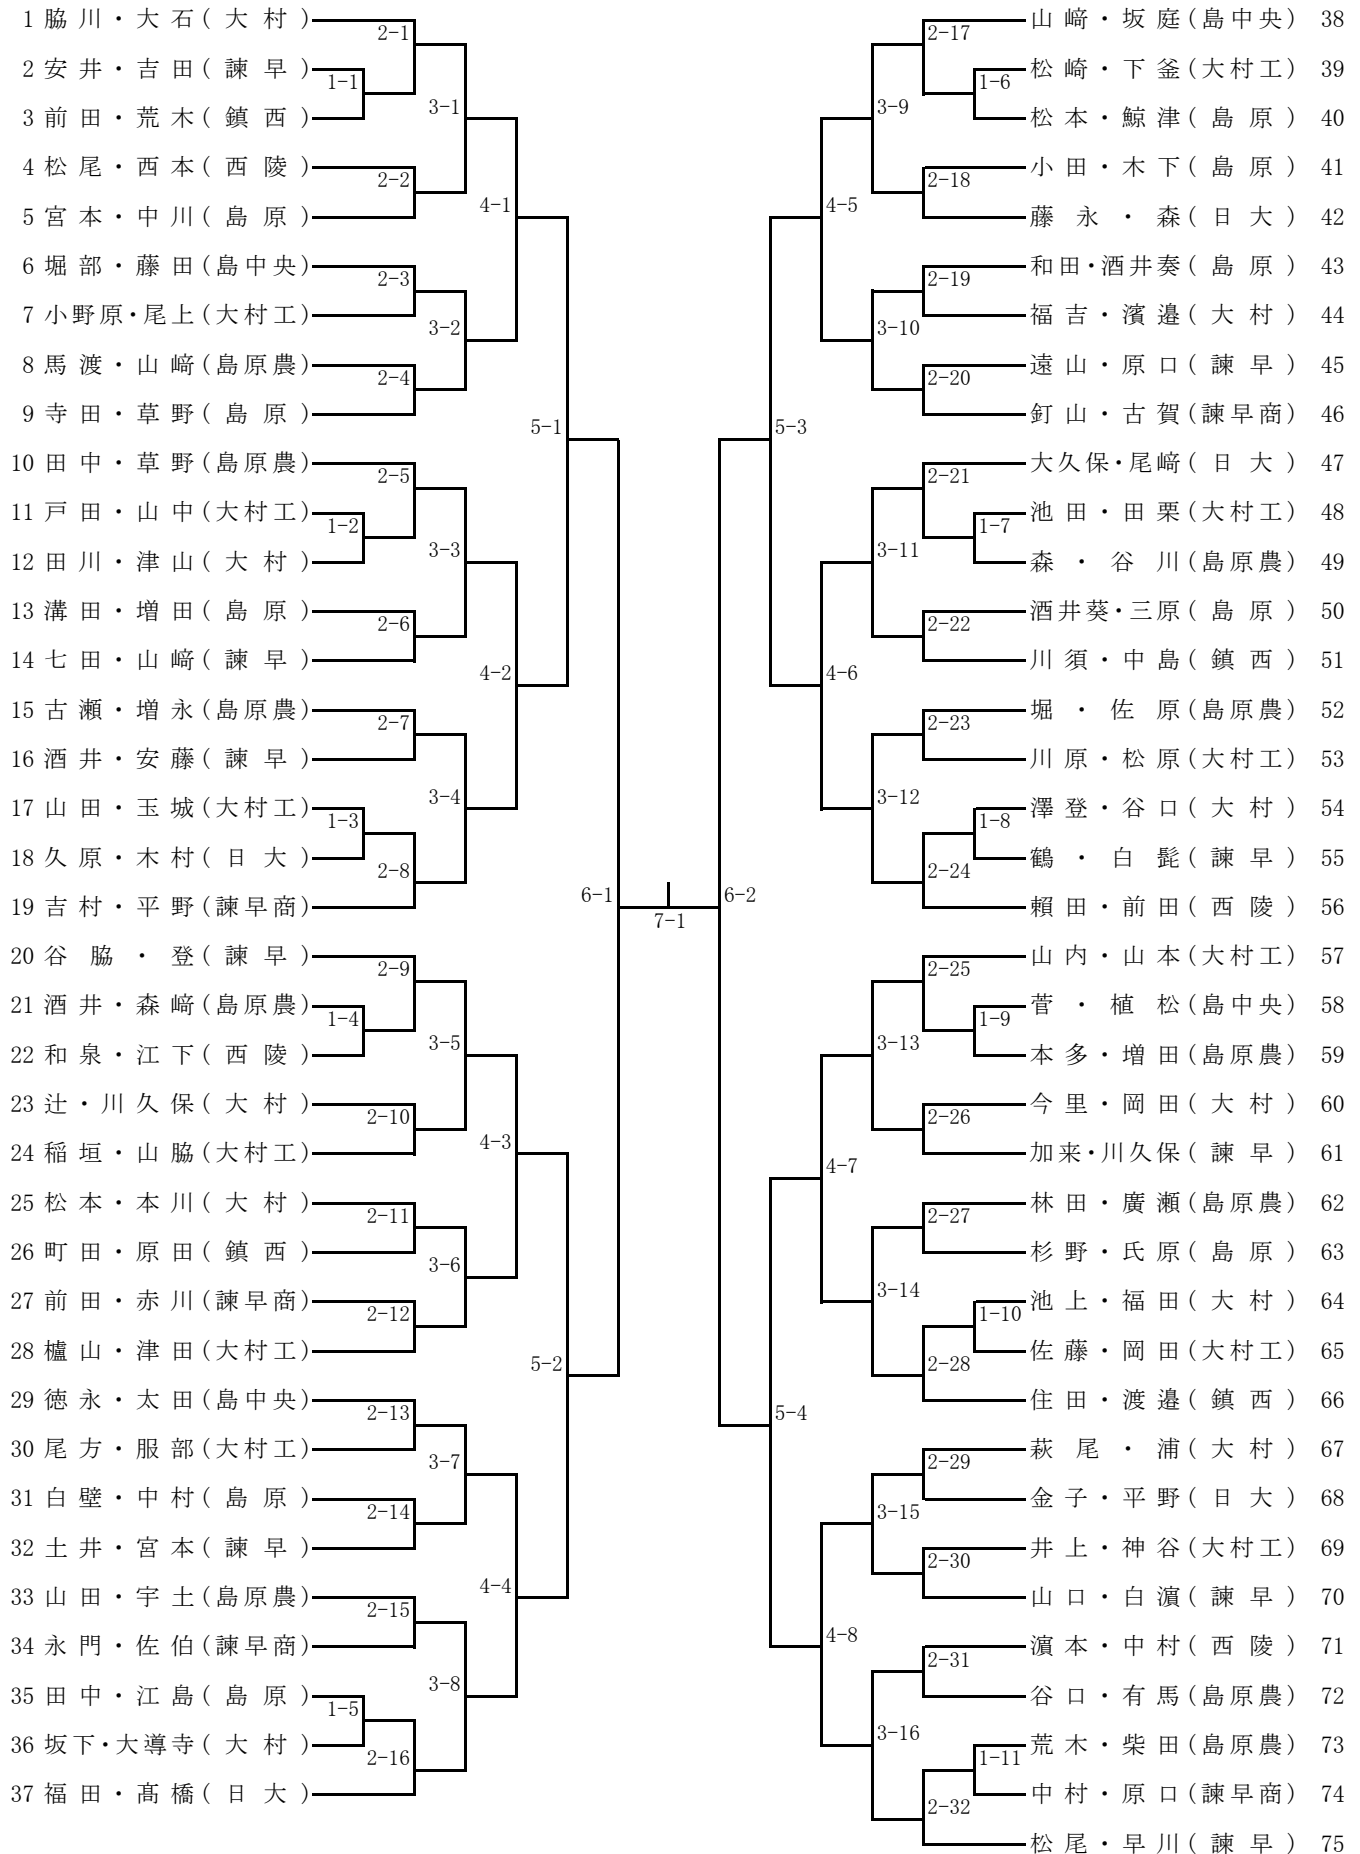 1 脇川・大石(大村)
2 安井・吉田(諫早)
3 前田・荒木(鎮西)
4 松尾・西本(西陵)
5 宮本・中川(島原)
6 堀部・藤田(島中央)
7 小野原・尾上(大村工)
8 馬渡・山﨑(島原農)
9 寺田・草野(島原)
10 田中・草野(島原農)
11 戸田・山中(大村工)
12 田川・津山(大村)
13 溝田・増田(島原)
14 七田・山﨑(諫早)
15 古瀬・増永(島原農)
16 酒井・安藤(諫早)
17 山田・玉城(大村工)
18 久原・木村(日大)
19 吉村・平野(諫早商)
20 谷脇・登(諫早)
21 酒井・森﨑(島原農)
22 和泉・江下(西陵)
23 辻・川久保(大村)
24 稲垣・山脇(大村工)
25 松本・本川(大村)
26 町田・原田(鎮西)
27 前田・赤川(諫早商)
28 櫨山・津田(大村工)
29 徳永・太田(島中央)
30 尾方・服部(大村工)
31 白壁・中村(島原)
32 土井・宮本(諫早)
33 山田・宇土(島原農)
34 永門・佐伯(諫早商)
35 田中・江島(島原)
36 坂下・大導寺(大村)
37 福田・髙橋(日大)
1-1
1-2
1-3
1-4
1-5
2-1
2-2
2-3
2-4
2-5
2-6
2-7
2-8
2-9
2-10
2-11
2-12
2-13
2-14
2-15
2-16
3-1
3-2
3-3
3-4
3-5
3-6
3-7
3-8
4-1
4-2
4-3
4-4
5-1
5-2
6-1
7-1
6-2
5-3
5-4
4-5
4-6
4-7
4-8
3-9
3-10
3-11
3-12
3-13
3-14
3-15
3-16
2-17
2-18
2-19
2-20
2-21
2-22
2-23
2-24
2-25
2-26
2-27
2-28
2-29
2-30
2-31
2-32
1-6
1-7
1-8
1-9
1-10
1-11
山﨑・坂庭(島中央) 38
松崎・下釜(大村工) 39
松本・鯨津(島原) 40
小田・木下(島原) 41
藤永・森(日大) 42
和田・酒井奏(島原) 43
福吉・濱邉(大村) 44
遠山・原口(諫早) 45
釘山・古賀(諫早商) 46
大久保・尾﨑(日大) 47
池田・田栗(大村工) 48
森・谷川(島原農) 49
酒井葵・三原(島原) 50
川須・中島(鎮西) 51
堀・佐原(島原農) 52
川原・松原(大村工) 53
澤登・谷口(大村) 54
鶴・白髭(諫早) 55
頼田・前田(西陵) 56
山内・山本(大村工) 57
菅・植松(島中央) 58
本多・増田(島原農) 59
今里・岡田(大村) 60
加来・川久保(諫早) 61
林田・廣瀬(島原農) 62
杉野・氏原(島原) 63
池上・福田(大村) 64
佐藤・岡田(大村工) 65
住田・渡邉(鎮西) 66
萩尾・浦(大村) 67
金子・平野(日大) 68
井上・神谷(大村工) 69
山口・白濵(諫早) 70
濵本・中村(西陵) 71
谷口・有馬(島原農) 72
荒木・柴田(島原農) 73
中村・原口(諫早商) 74
松尾・早川(諫早) 75